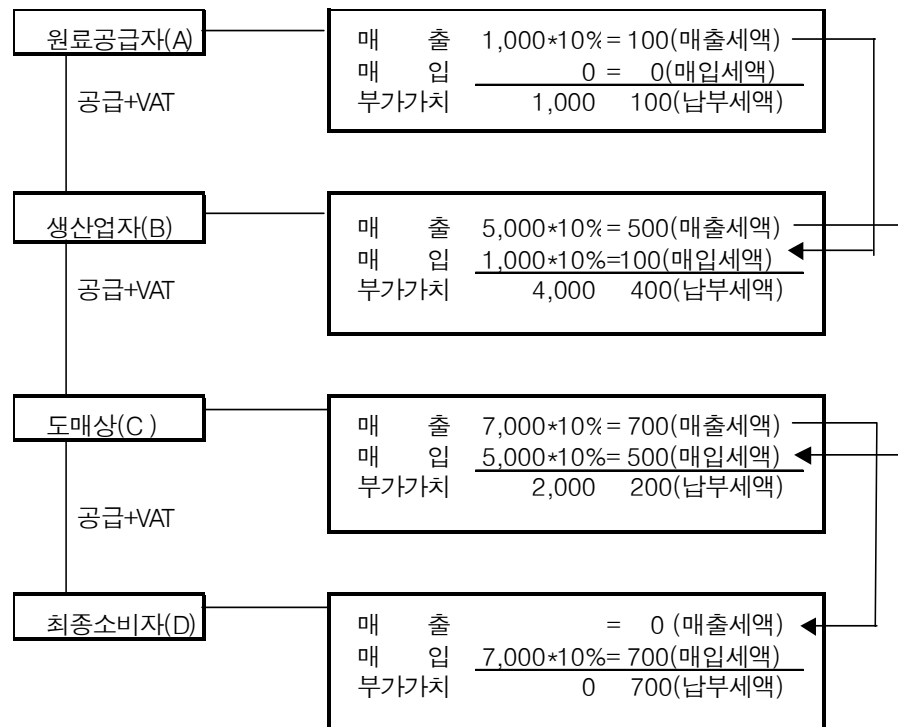 원료공급자(A)
매 출 1,000*10%= 100(매출세액)
매 입 0 = 0(매입세액)
부가가치 1,000 100(납부세액)
공급+VAT
생산업자(B)
매 출 5,000*10%= 500(매출세액)
매 입 1,000*10%=100(매입세액)
부가가치 4,000 400(납부세액)
공급+VAT
도매상(C )
매 출 7,000*10%= 700(매출세액)
매 입 5,000*10%= 500(매입세액)
부가가치 2,000 200(납부세액)
공급+VAT
최종소비자(D)
매 출 = 0 (매출세액)
매 입 7,000*10%= 700(매입세액)
부가가치 0 700(납부세액)